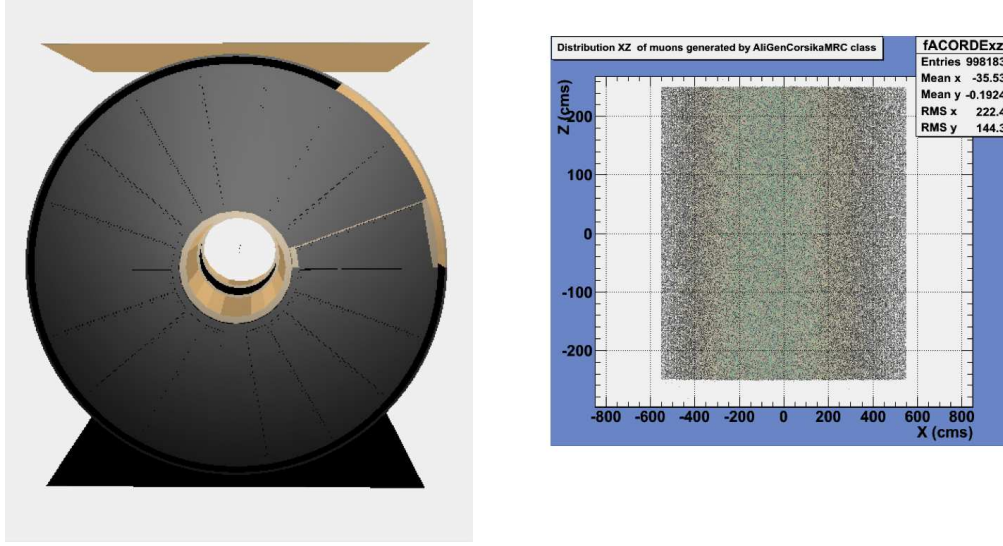 Distribution XZ of muons generated by AliGenCorsikaMRC class
fACORDExz
Entries 998183
Mean x -35.53
Mean y -0.1924
RMS x 222.4
RMS y 144.3
Z (cms)
200
100
0
-100
-200
-800 -600 -400 -200 0 200 400 600 800
X (cms)